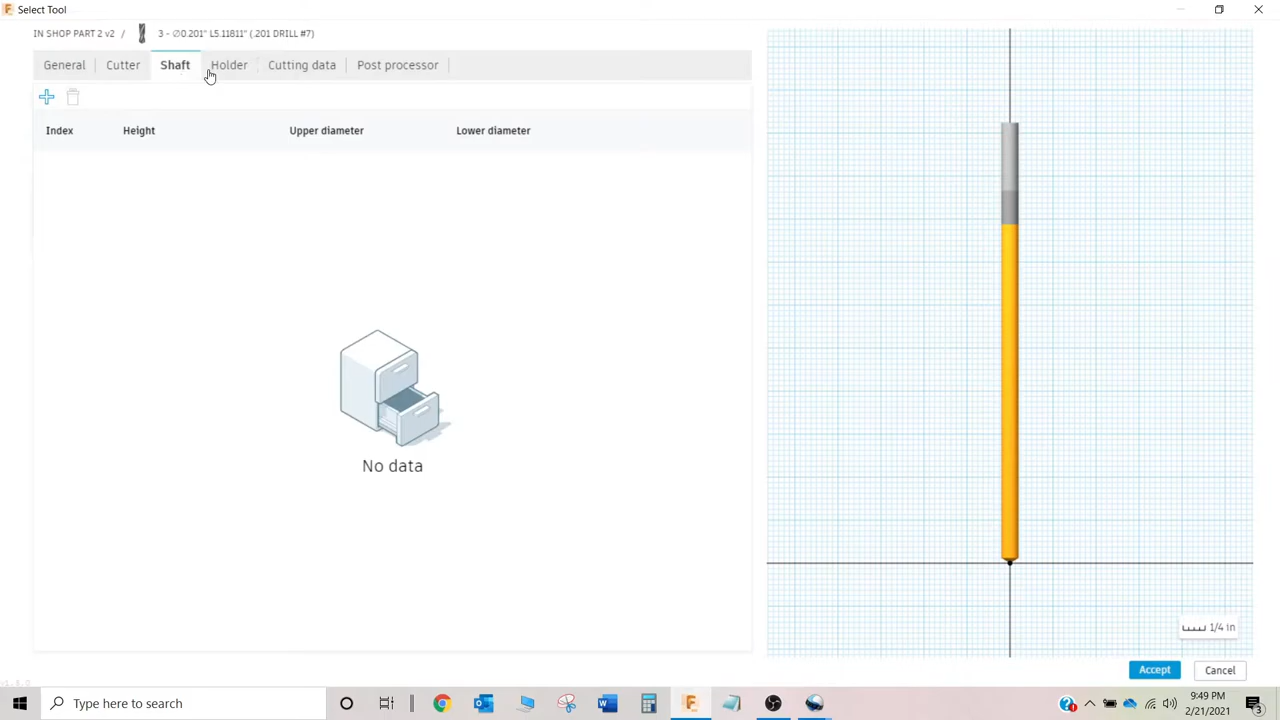 Select Tool
IN SHOP PART 2 v2 / 3 - ∅0.201" L5.11811" (.201 DRILL #7)
General Cutter Shaft Holder Cutting data Post processor
Index Height Upper diameter Lower diameter
No data
1/4 in
Accept Cancel
Type here to search
9:49 PM
2/21/2021
3